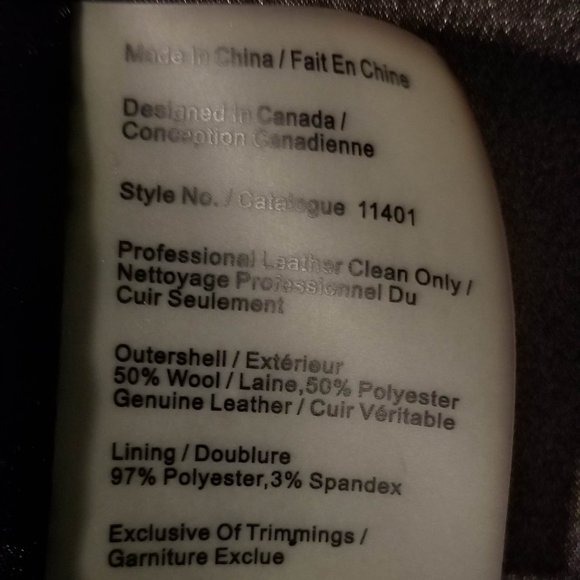 Made In China / Fait En Chine
Designed In Canada /
Conception Canadienne
Style No. / Catalogue 11401
Professional Leather Clean Only /
Nettoyage Professionnel Du
Cuir Seulement
Outershell / Extérieur
50% Wool / Laine,50% Polyester
Genuine Leather / Cuir Véritable
Lining / Doublure
97% Polyester,3% Spandex
Exclusive Of Trimmings /
Garniture Exclue